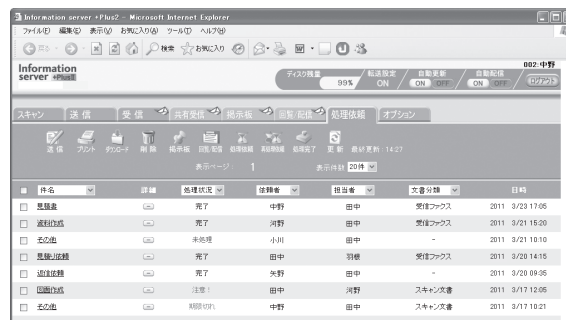 Information server +Plus2 - Microsoft Internet Explorer
ファイル(F) 編集(E) 表示(V) お気に入り(A) ツール(T) ヘルプ(H)
戻る 検索 お気に入り
002:中野
Information server +PlusⅡ
ディスク残量 99% 転送設定 ON 自動更新 ON OFF 自動配信 ON OFF ログアウト
スキャン 送信 受信 共有受信 掲示板 回覧/配信 処理依頼 オプション
送信 プリント ダウンロード 削除 掲示板 回覧/配信 処理依頼 再処理依頼 処理完了 更新 最終更新:14:27
表示ページ: 1 表示件数 20件
件名 詳細 処理状況 依頼者 担当者 文書分類 日時
見積書 完了 中野 田中 受信ファクス 2011 3/23 17:05
資料作成 完了 河野 田中 受信ファクス 2011 3/21 15:20
その他 未処理 小川 田中 - 2011 3/21 10:10
見積り依頼 完了 田中 羽根 受信ファクス 2011 3/20 14:15
返信依頼 完了 矢野 田中 - 2011 3/20 09:35
図面作成 注意! 田中 河野 スキャン文書 2011 3/17 12:05
その他 期限切れ 中野 田中 スキャン文書 2011 3/17 10:21